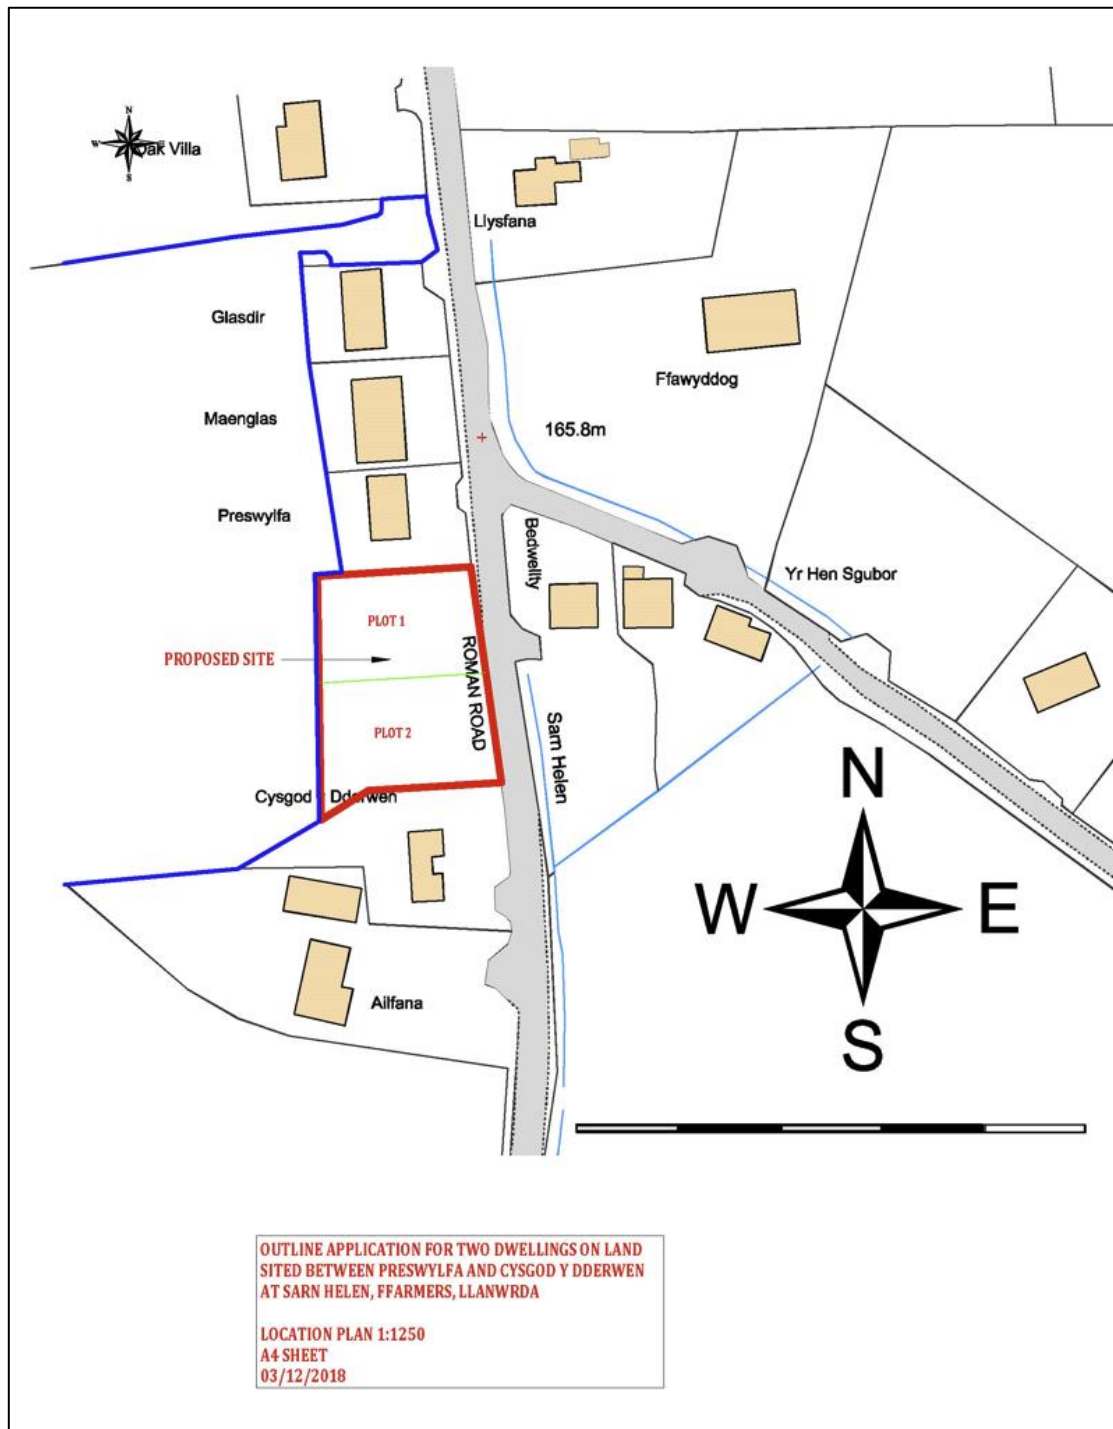 N
W
E
S
Oak Villa
Llysfana
Glasdir
Ffawyddog
Maenglas
165.8m
Preswylfa
Bedwellty
Yr Hen Sgubor
PLOT 1
PROPOSED SITE
ROMAN ROAD
PLOT 2
Sarn Helen
Cysgod Y Dderwen
N
W
E
S
Ailfana
OUTLINE APPLICATION FOR TWO DWELLINGS ON LAND
SITED BETWEEN PRESWYLFA AND CYSGOD Y DDERWEN
AT SARN HELEN, FFARMERS, LLANWRDA
LOCATION PLAN 1:1250
A4 SHEET
03/12/2018